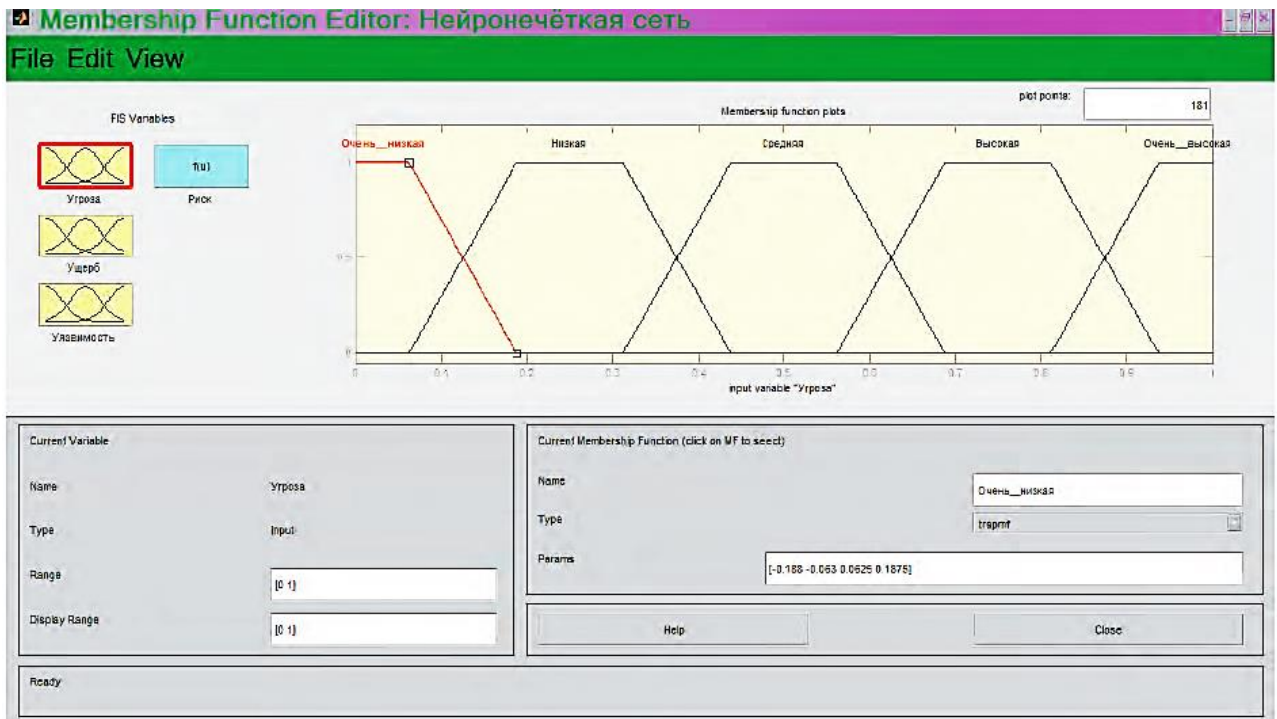 Membership Function Editor: Нейронечёткая сеть
File Edit View
FIS Variables
Membership function plots
plot points:
181
f(u)
Угроза
Риск
Ущерб
Уязвимость
Очень__низкая
Низкая
Средняя
Высокая
Очень__высокая
1
0.5
0
0 0.1 0.2 0.3 0.4 0.5 0.6 0.7 0.8 0.9 1
input variable "Угроза"
Current Variable
Name Угроза
Type input
Range [0 1]
Display Range [0 1]
Current Membership Function (click on MF to select)
Name Очень__низкая
Type trapmf
Params [-0.188 -0.063 0.0625 0.1875]
Help Close
Ready